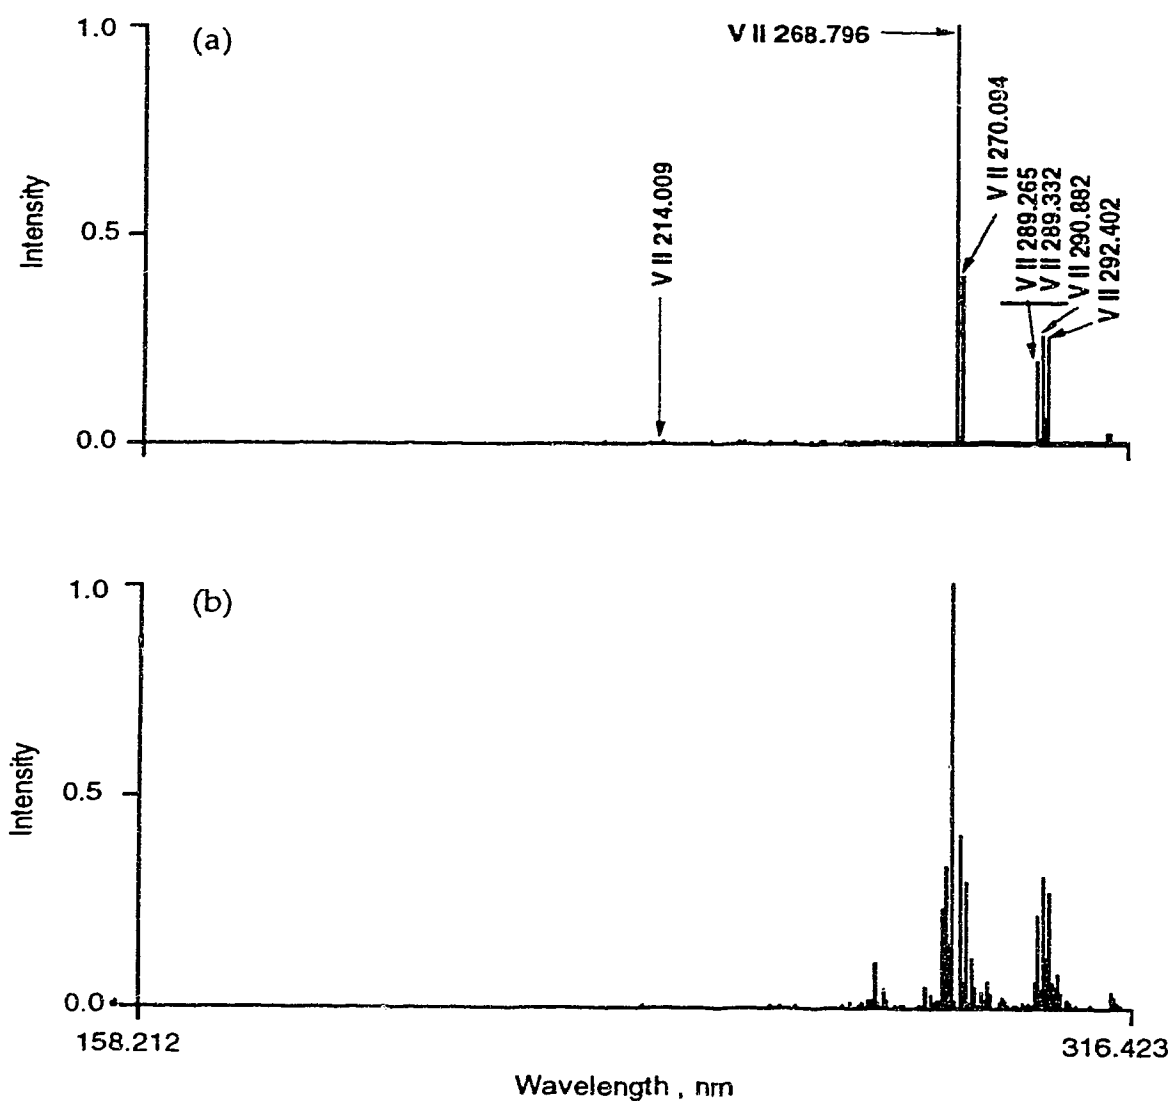 1.0
(a)
V II 268.796
V II 270.094
V II 214.009
V II 289.265
V II 289.332
V II 290.882
V II 292.402
Intensity
0.5
0.0
1.0
(b)
Intensity
0.5
0.0
158.212
316.423
Wavelength , nm